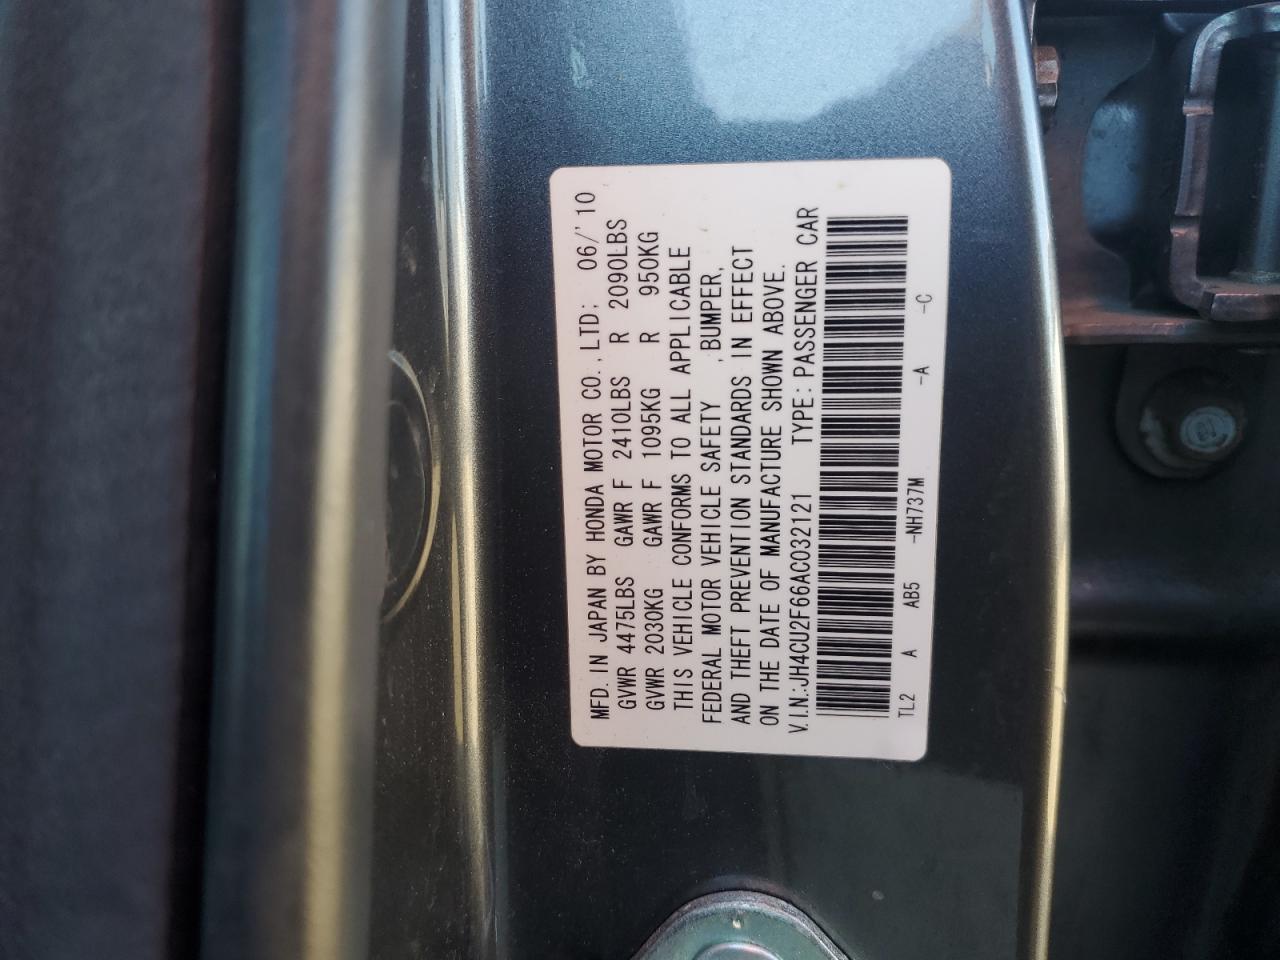 MFD. IN JAPAN BY HONDA MOTOR CO., LTD: 06/'10
GVWR 4475LBS GAWR F 2410LBS R 2090LBS
GVWR 2030KG GAWR F 1095KG R 950KG
THIS VEHICLE CONFORMS TO ALL APPLICABLE
FEDERAL MOTOR VEHICLE SAFETY ,BUMPER,
AND THEFT PREVENTION STANDARDS IN EFFECT
ON THE DATE OF MANUFACTURE SHOWN ABOVE.
V.I.N.:JH4CU2F66AC032121 TYPE: PASSENGER CAR
TL2 A AB5 -NH737M -A -C